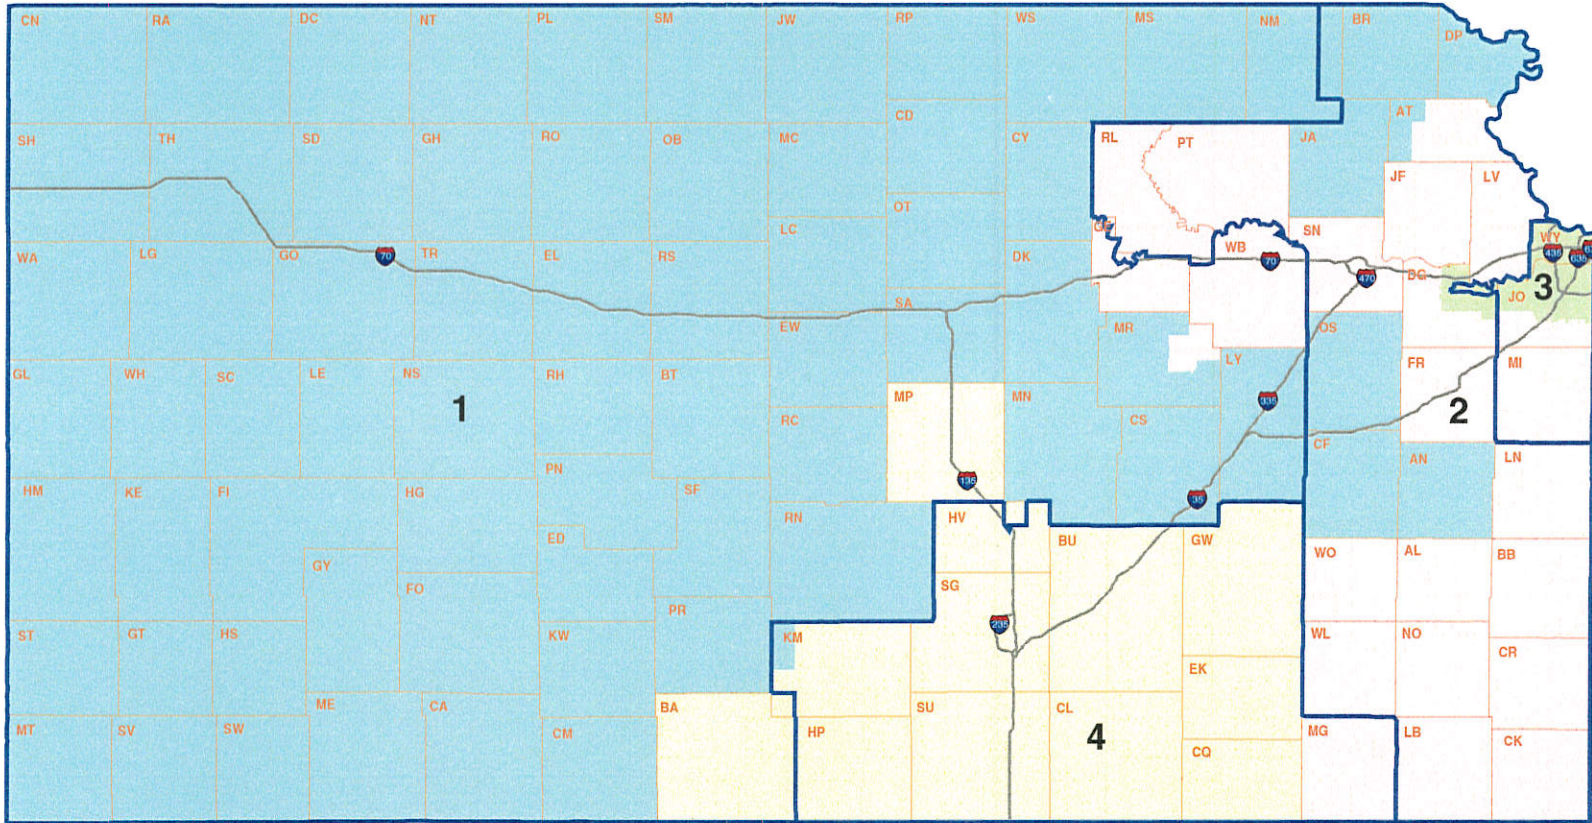 CN RA DC NT PL SM JW RP WS MS NM BR DP
SH TH SD GH RO OB MC CD CY RL PT JA AT
OT JF LV
WA LG GO 70 TR EL RS LC DK GE WB 70 SN 470 DG WY 435 635
SA JO 3
EW MR OS
GL WH SC LE NS RH BT LY FR MI
1 RC MP MN CS 335 2
PN CF AN LN
HM KE FI HG SF RN 135 35
ED HV BU GW WO AL BB
GY FO SG
ST GT HS KW PR KM 235 WL NO CR
EK
MT SV SW ME CA CM BA HP SU CL 4 CQ MG LB CK